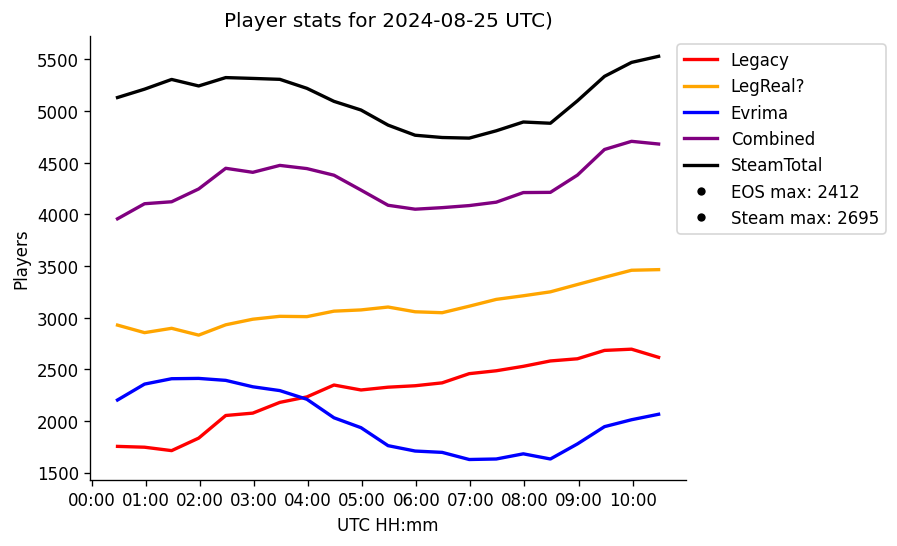 Player stats for 2024-08-25 UTC)
Players
5500
5000
4500
4000
3500
3000
2500
2000
1500
00:00 01:00 02:00 03:00 04:00 05:00 06:00 07:00 08:00 09:00 10:00
UTC HH:mm
Legacy
LegReal?
Evrima
Combined
SteamTotal
EOS max: 2412
Steam max: 2695